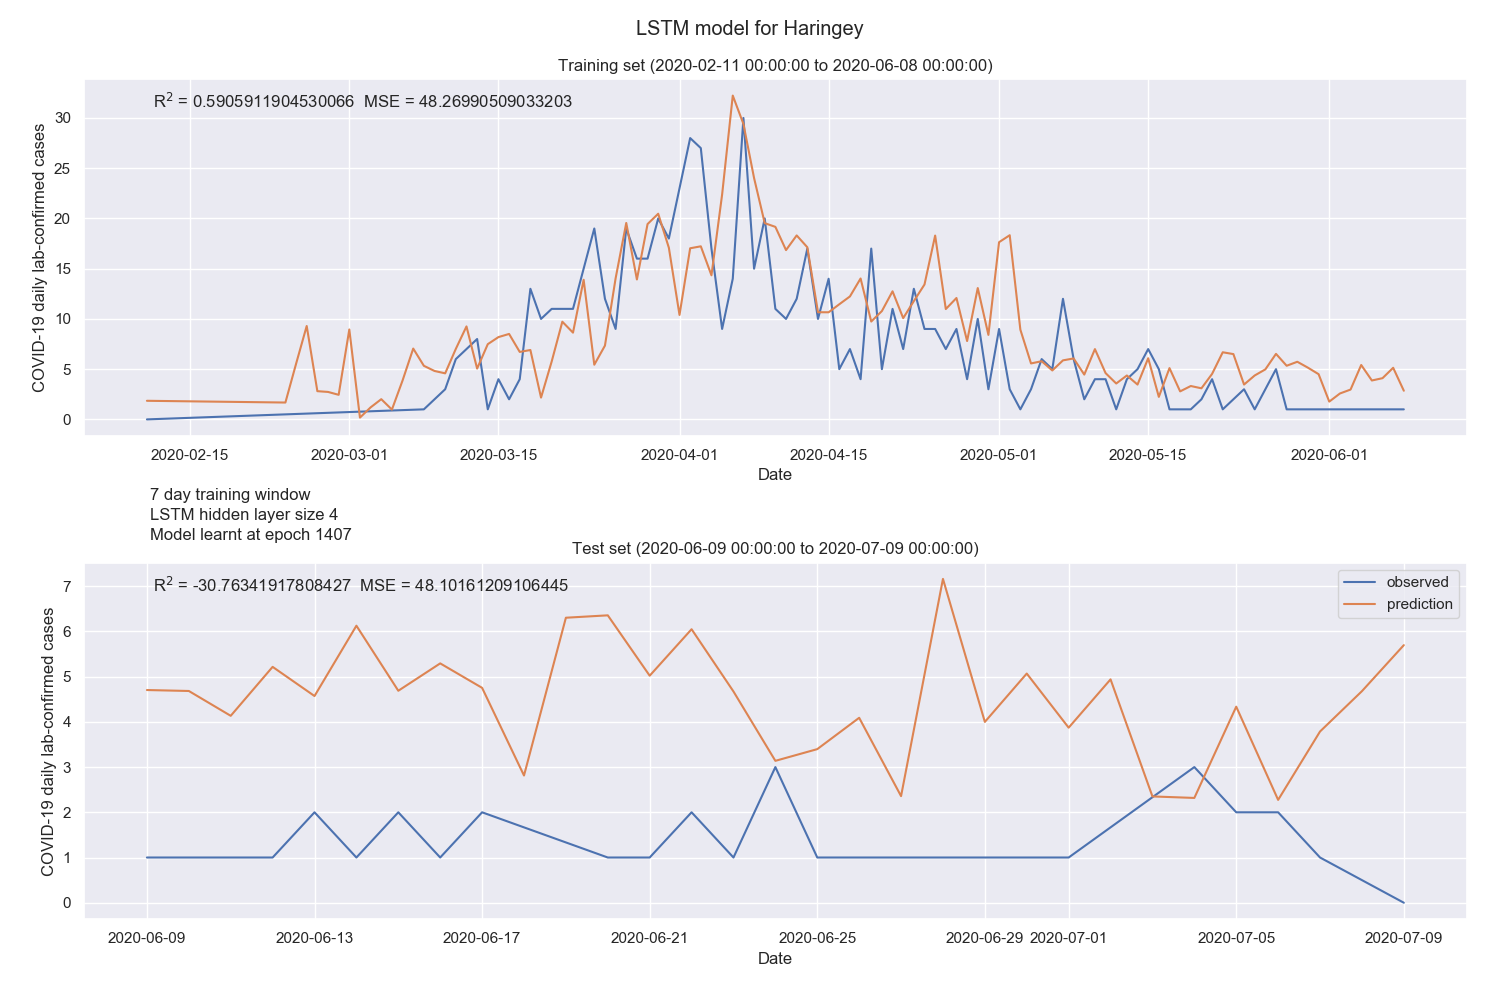 LSTM model for Haringey
Training set (2020-02-11 00:00:00 to 2020-06-08 00:00:00)
R² = 0.5905911904530066 MSE = 48.26990509033203
COVID-19 daily lab-confirmed cases
30
25
20
15
10
5
0
2020-02-15 2020-03-01 2020-03-15 2020-04-01 2020-04-15 2020-05-01 2020-05-15 2020-06-01
Date
7 day training window
LSTM hidden layer size 4
Model learnt at epoch 1407
Test set (2020-06-09 00:00:00 to 2020-07-09 00:00:00)
R² = -30.76341917808427 MSE = 48.10161209106445
observed
prediction
COVID-19 daily lab-confirmed cases
7
6
5
4
3
2
1
0
2020-06-09 2020-06-13 2020-06-17 2020-06-21 2020-06-25 2020-06-29 2020-07-01 2020-07-05 2020-07-09
Date